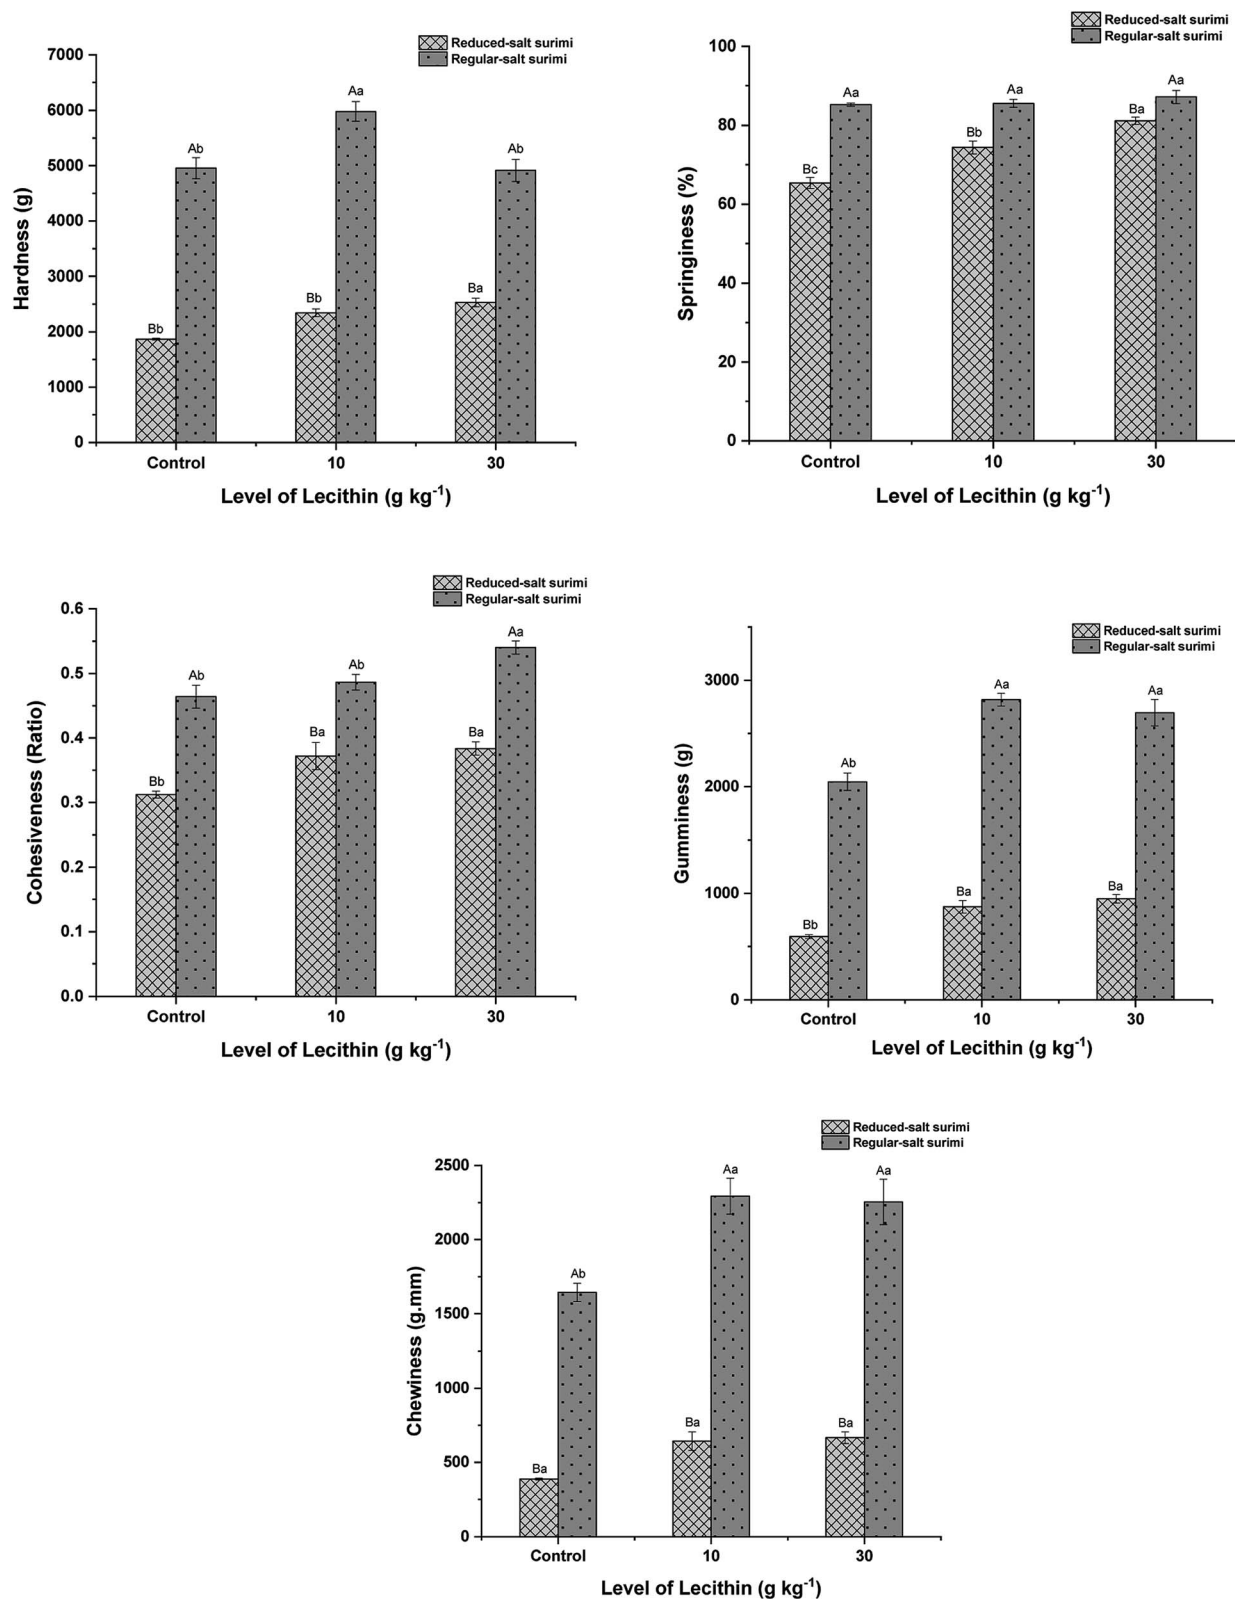 Reduced-salt surimi
Regular-salt surimi
7000
6000
5000
4000
3000
2000
1000
0
Hardness (g)
Bb
Ab
Bb
Aa
Ba
Ab
Control
10
30
Level of Lecithin (g kg⁻¹)
Reduced-salt surimi
Regular-salt surimi
100
80
60
40
20
0
Springiness (%)
Bc
Aa
Bb
Aa
Ba
Aa
Control
10
30
Level of Lecithin (g kg⁻¹)
Reduced-salt surimi
Regular-salt surimi
0.6
0.5
0.4
0.3
0.2
0.1
0.0
Cohesiveness (Ratio)
Bb
Ab
Ba
Ab
Ba
Aa
Control
10
30
Level of Lecithin (g kg⁻¹)
Reduced-salt surimi
Regular-salt surimi
3000
2000
1000
0
Gumminess (g)
Bb
Ab
Ba
Aa
Ba
Aa
Control
10
30
Level of Lecithin (g kg⁻¹)
Reduced-salt surimi
Regular-salt surimi
2500
2000
1500
1000
500
0
Chewiness (g.mm)
Ba
Ab
Ba
Aa
Ba
Aa
Control
10
30
Level of Lecithin (g kg⁻¹)